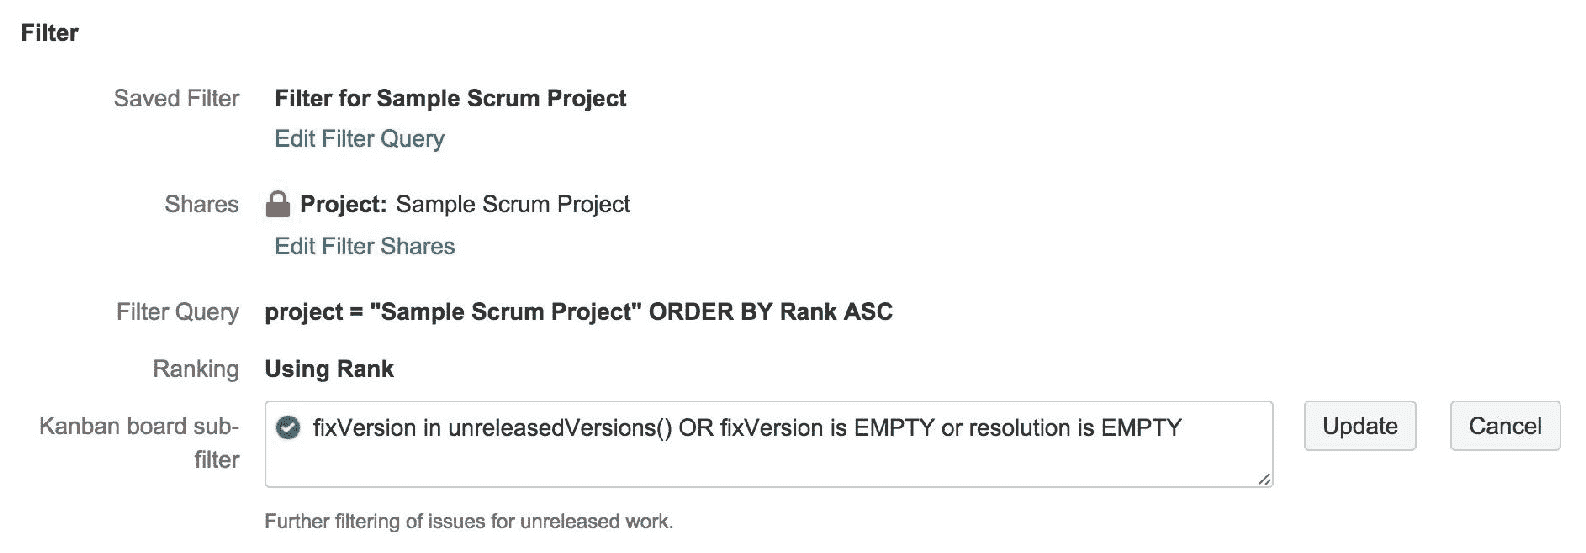 Filter
Saved Filter Filter for Sample Scrum Project
Edit Filter Query
Shares Project: Sample Scrum Project
Edit Filter Shares
Filter Query project = "Sample Scrum Project" ORDER BY Rank ASC
Ranking Using Rank
Kanban board sub-
filter
fixVersion in unreleasedVersions() OR fixVersion is EMPTY or resolution is EMPTY
Update Cancel
Further filtering of issues for unreleased work.